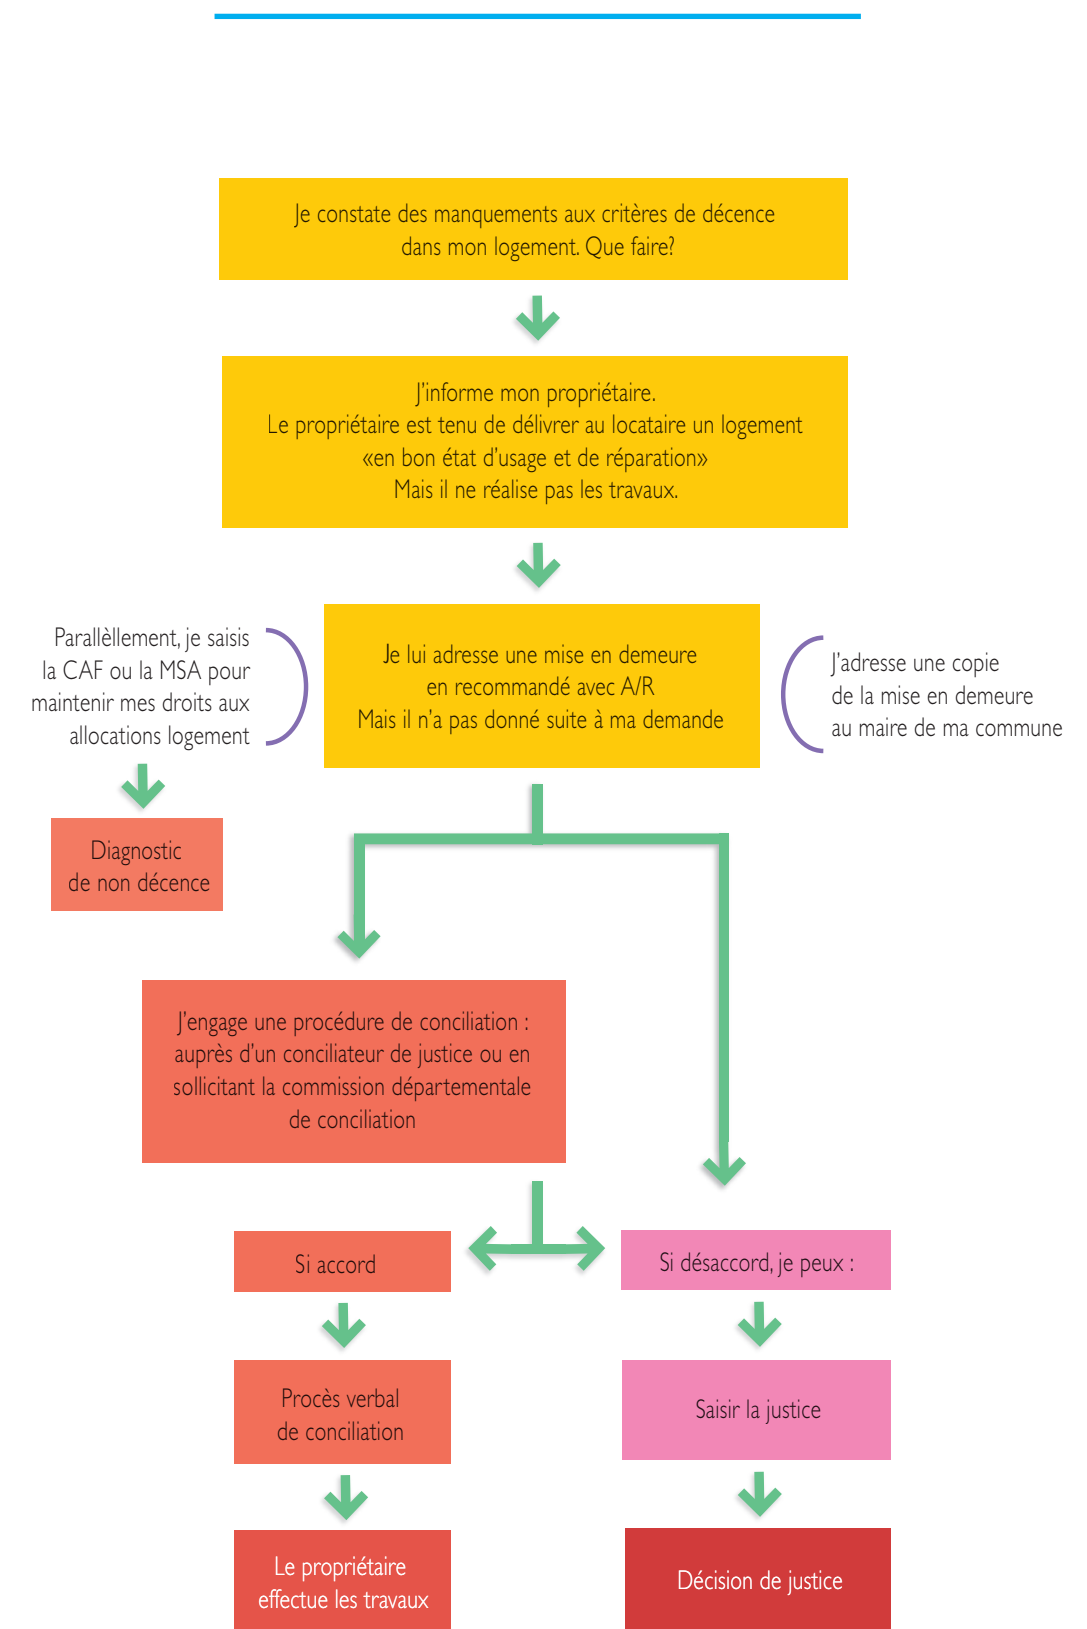 Je constate des manquements aux critères de décence
dans mon logement. Que faire?
J'informe mon propriétaire.
Le propriétaire est tenu de délivrer au locataire un logement
«en bon état d'usage et de réparation»
Mais il ne réalise pas les travaux.
Parallèllement, je saisis
la CAF ou la MSA pour
maintenir mes droits aux
allocations logement
Je lui adresse une mise en demeure
en recommandé avec A/R
Mais il n'a pas donné suite à ma demande
J'adresse une copie
de la mise en demeure
au maire de ma commune
Diagnostic
de non décence
J'engage une procédure de conciliation :
auprès d'un conciliateur de justice ou en
sollicitant la commission départementale
de conciliation
Si accord
Si désaccord, je peux :
Procès verbal
de conciliation
Saisir la justice
Le propriétaire
effectue les travaux
Décision de justice